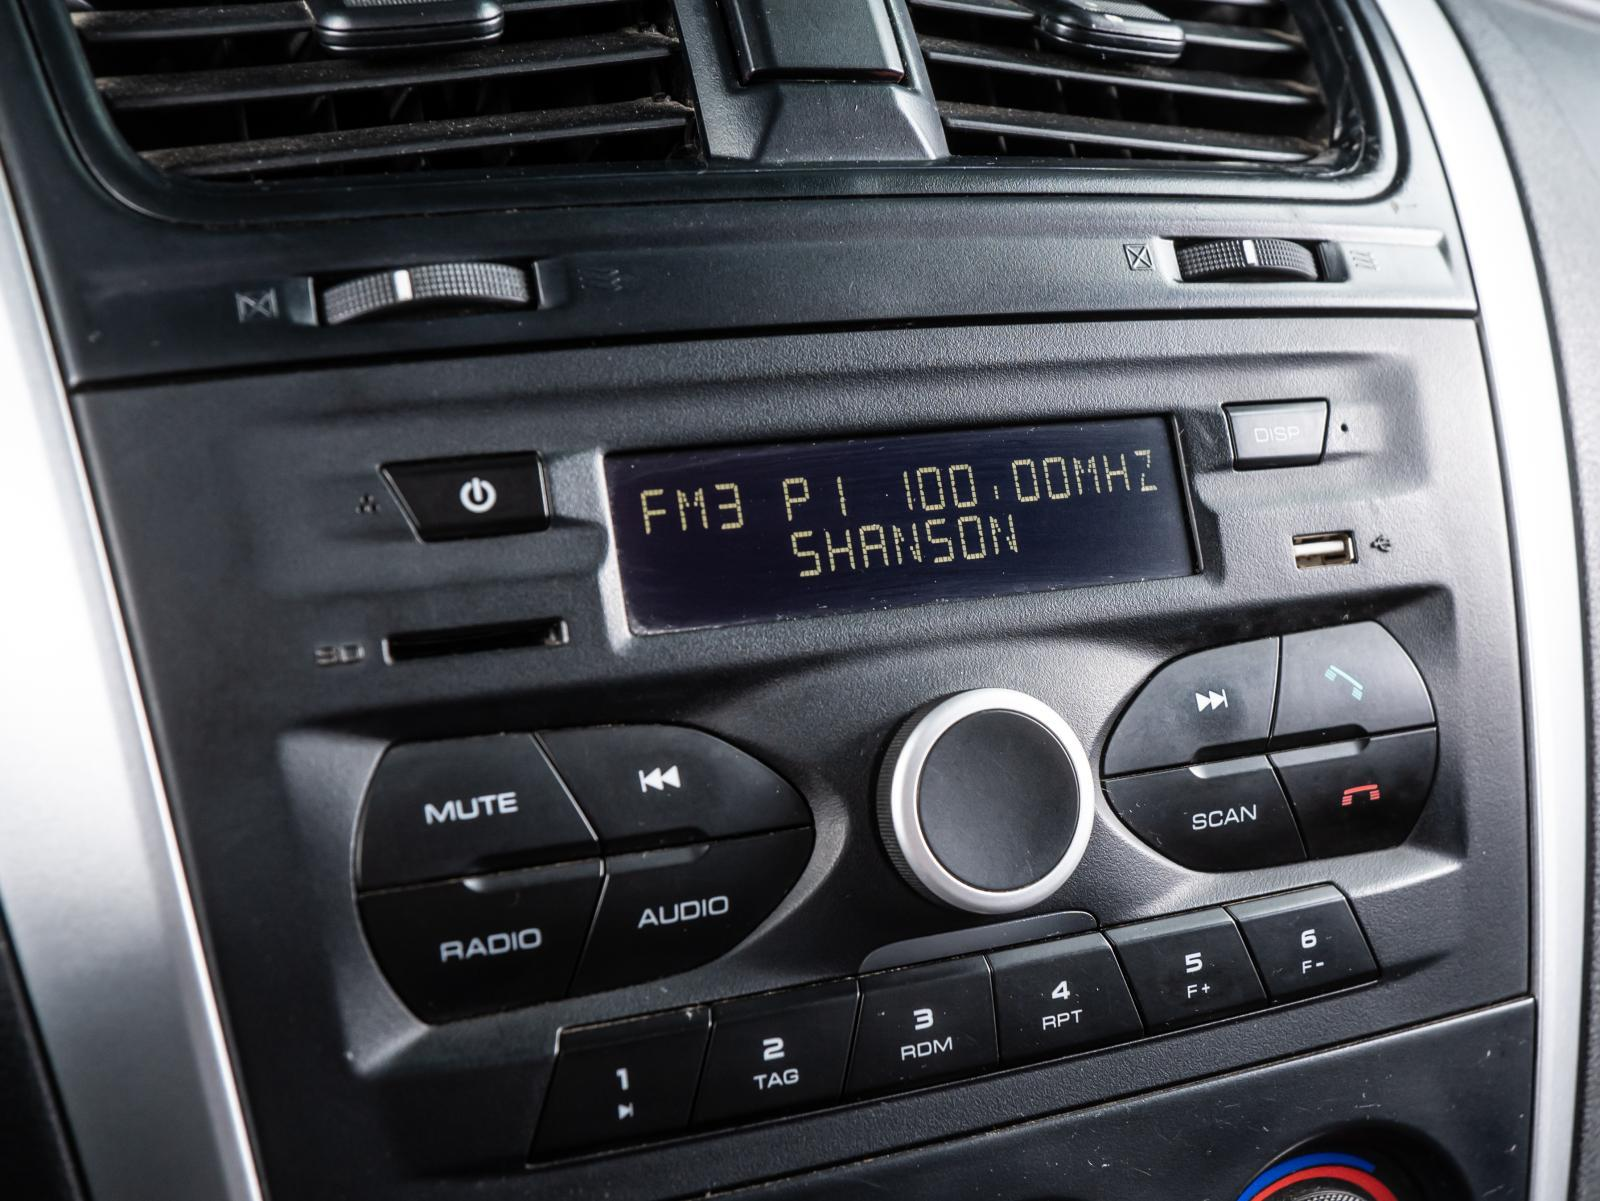 DISP
FM3 P1 100.00MHZ
SHANSON
SD
MUTE
RADIO
AUDIO
SCAN
1
2
TAG
3
RDM
4
RPT
5
F+
6
F-